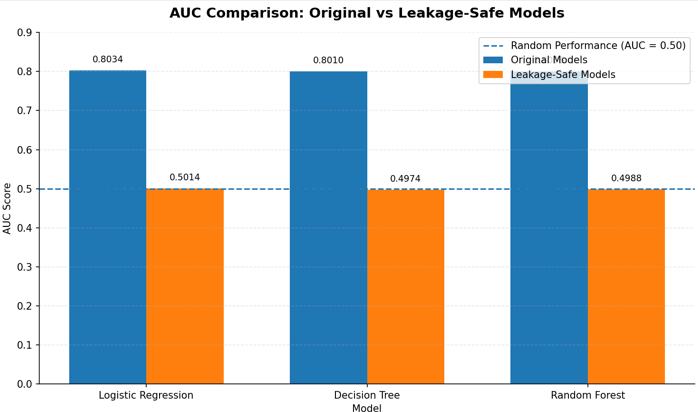 AUC Comparison: Original vs Leakage-Safe Models
Random Performance (AUC = 0.50)
Original Models
Leakage-Safe Models
0.9
0.8
0.7
0.6
0.5
0.4
0.3
0.2
0.1
0.0
AUC Score
0.8034
0.5014
0.8010
0.4974
0.4988
Logistic Regression
Decision Tree
Random Forest
Model